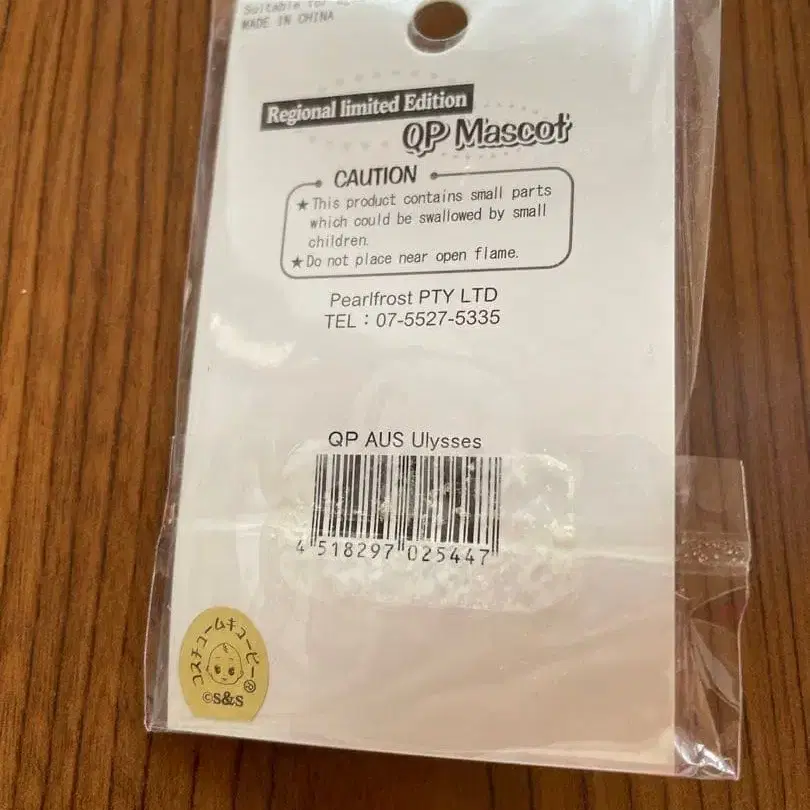 Suitable for
MADE IN CHINA
Regional limited Edition
QP Mascot
CAUTION
★This product contains small parts
which could be swallowed by small
children.
★Do not place near open flame.
Pearlfrost PTY LTD
TEL：07-5527-5335
QP AUS Ulysses
4 518297 025447
コスチュームキューピー
©S&S